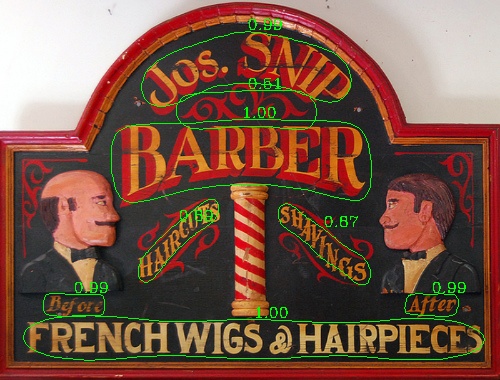 Jos. SNIP
BARBER
HAIRCUTS
SHAVINGS
Before
After
FRENCH WIGS & HAIRPIECES